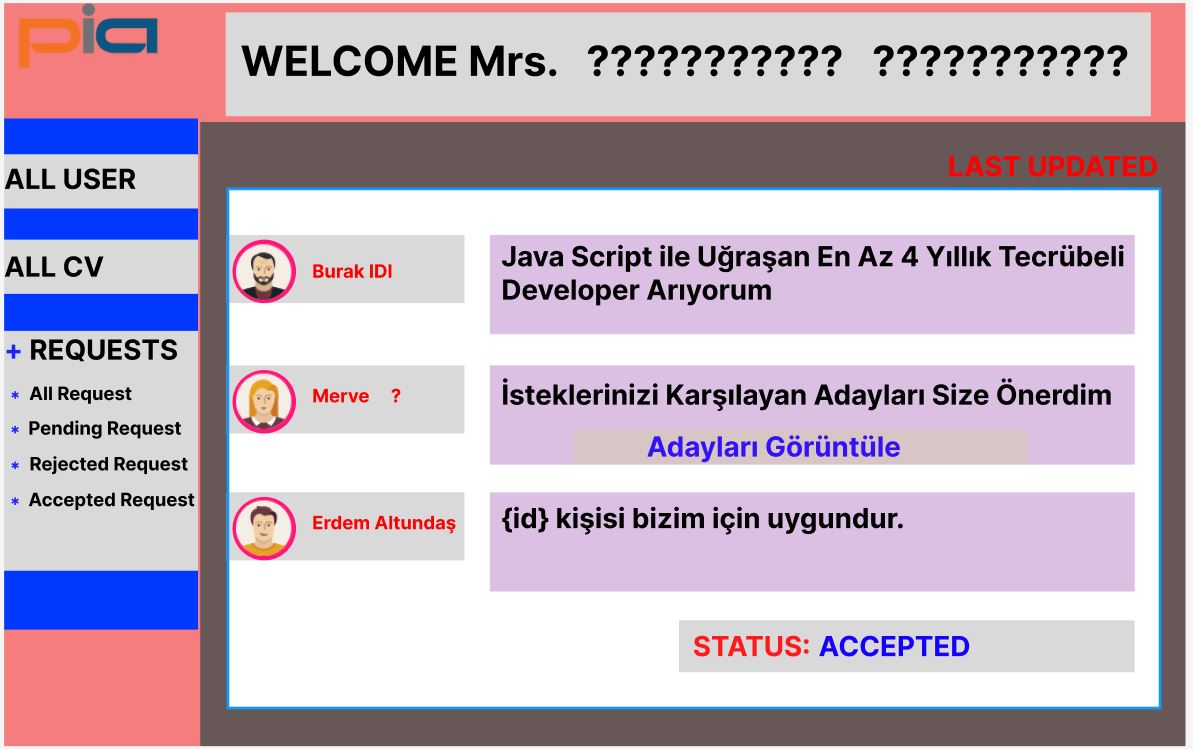 pia
WELCOME Mrs. ??????????? ???????????
LAST UPDATED
ALL USER
ALL CV
+ REQUESTS
* All Request
* Pending Request
* Rejected Request
* Accepted Request
Burak IDI
Java Script ile Uğraşan En Az 4 Yıllık Tecrübeli
Developer Arıyorum
Merve ?
İsteklerinizi Karşılayan Adayları Size Önerdim
Adayları Görüntüle
Erdem Altundaş
{id} kişisi bizim için uygundur.
STATUS: ACCEPTED